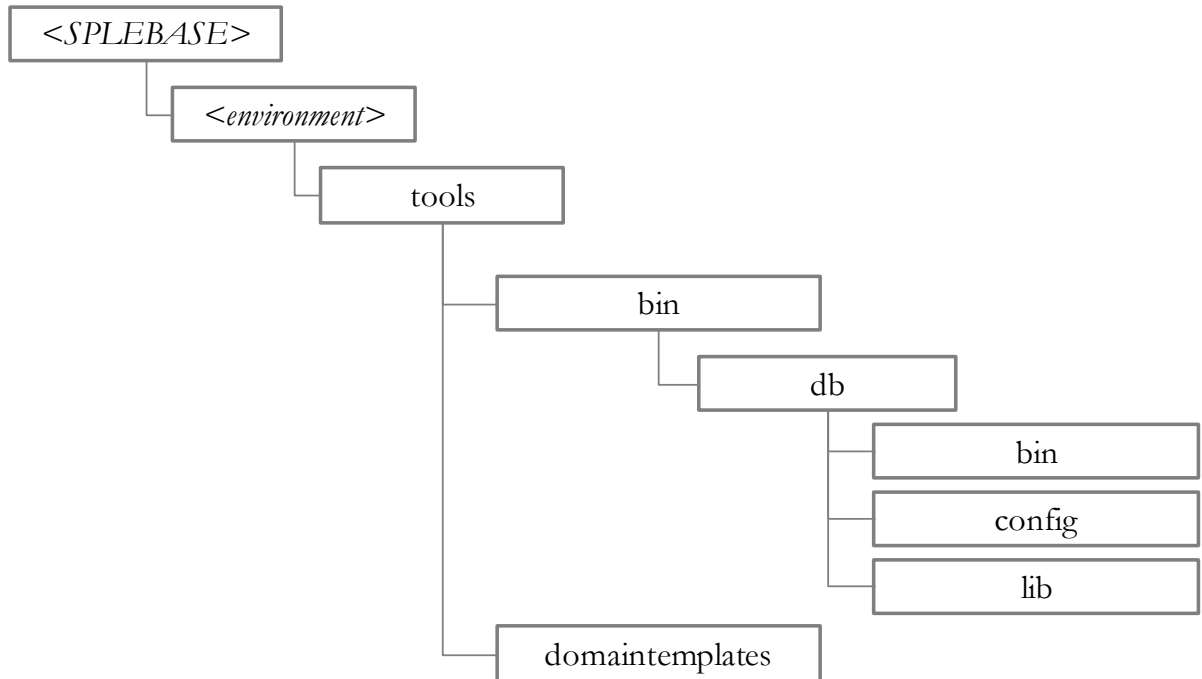 <SPLEBASE>
<environment>
tools
bin
db
bin
config
lib
domaintemplates